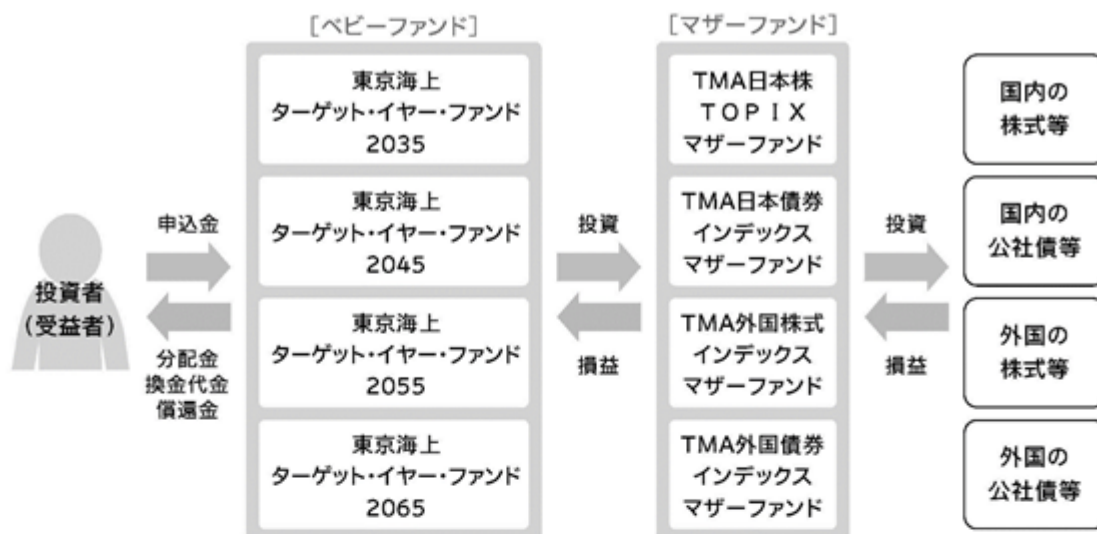 [ベビーファンド]
[マザーファンド]
投資者
(受益者)
申込金
分配金
換金代金
償還金
東京海上
ターゲット・イヤー・ファンド
2035
東京海上
ターゲット・イヤー・ファンド
2045
東京海上
ターゲット・イヤー・ファンド
2055
東京海上
ターゲット・イヤー・ファンド
2065
投資
損益
TMA日本株
TOPIX
マザーファンド
TMA日本債券
インデックス
マザーファンド
TMA外国株式
インデックス
マザーファンド
TMA外国債券
インデックス
マザーファンド
投資
損益
国内の
株式等
国内の
公社債等
外国の
株式等
外国の
公社債等